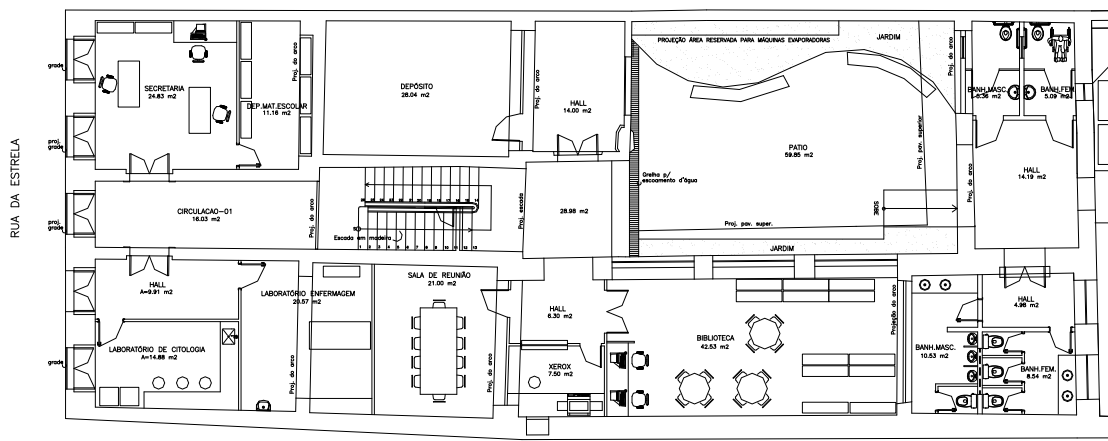 RUA DA ESTRELA
grade
proj. grade
proj. grade
grade
SECRETARIA
24.83 m2
DEP.MAT.ESCOLAR
11.16 m2
Proj. do arco
DEPÓSITO
28.04 m2
Proj. do arco
HALL
14.00 m2
PROJEÇÃO ÁREA RESERVADA PARA MÁQUINAS EVAPORADORAS
JARDIM
PATIO
59.85 m2
Proj. pav. superior
Grelha p/
escoamento d'água
Proj. pav. super.
SOBE
JARDIM
Proj. do arco
BANH.MASC.
BANH.FEM.
5.09 m2
HALL
14.19 m2
CIRCULACAO-01
16.03 m2
Proj. do arco
Escada em madeira
Proj. escada
28.98 m2
HALL
A=9.91 m2
LABORATÓRIO DE CITOLOGIA
A=14.88 m2
LABORATÓRIO ENFERMAGEM
20.57 m2
Proj. do arco
SALA DE REUNIÃO
21.00 m2
Proj. do arco
HALL
6.30 m2
XEROX
7.50 m2
BIBLIOTECA
42.53 m2
Projeção do arco
HALL
4.98 m2
BANH.MASC.
10.53 m2
BANH.FEM.
8.54 m2